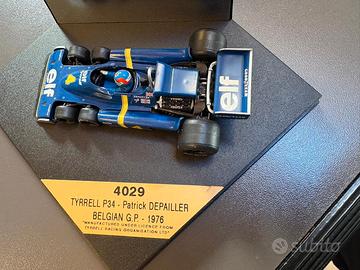 elf
elf
4
4029
TYRRELL P34 - Patrick DEPAILLER
BELGIAN G.P. - 1976
"MANUFACTURED UNDER LICENCE FROM
TYRRELL RACING ORGANISATION LTD"
subito